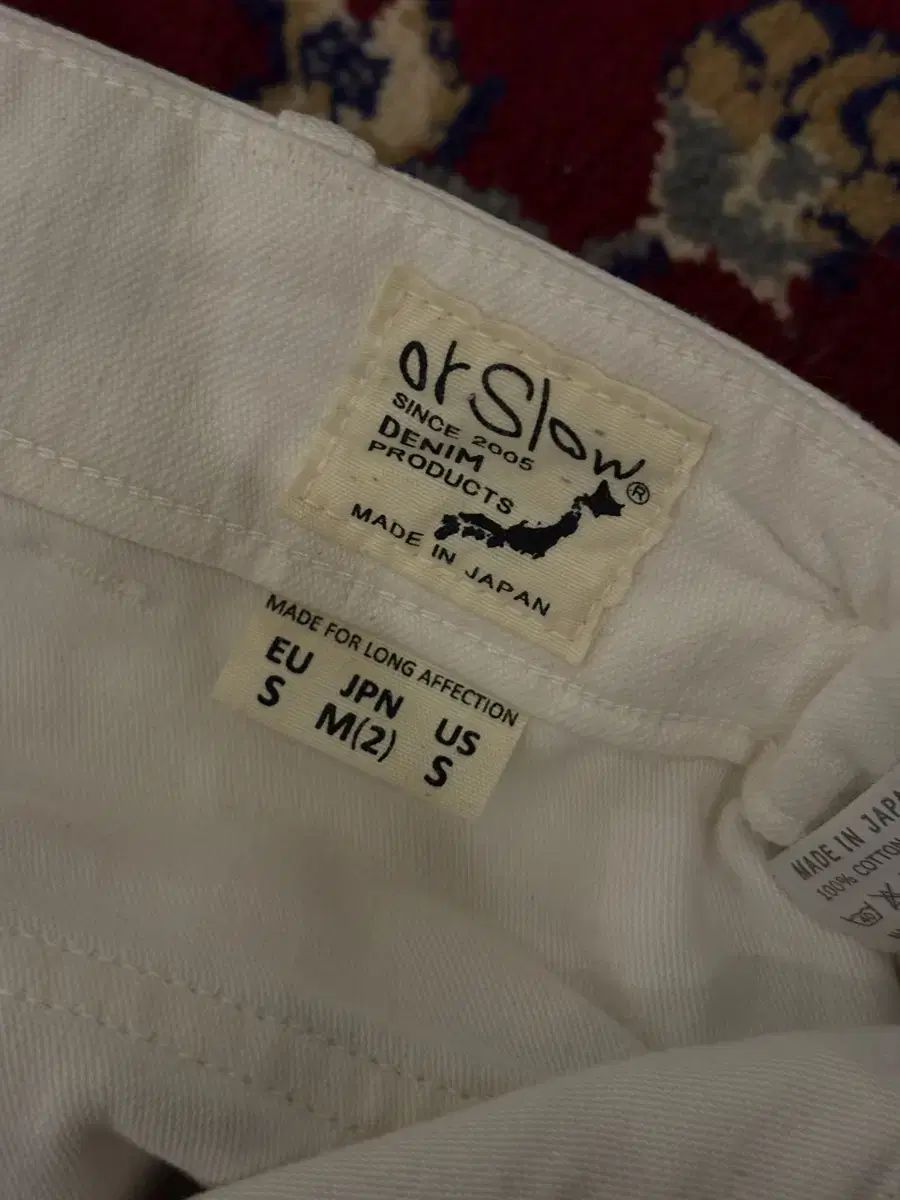 orSlow®
SINCE 2005
DENIM
PRODUCTS
MADE IN JAPAN
MADE FOR LONG AFFECTION
EU JPN US
S M(2) S
MADE IN
100% COTTON
40